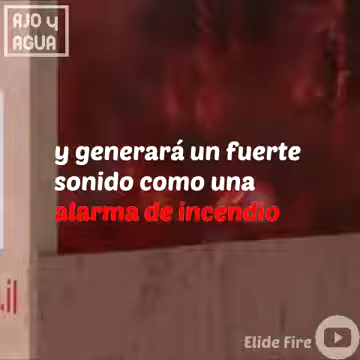 AJO y
AGUA
y generará un fuerte
sonido como una
alarma de incendio
Elide Fire